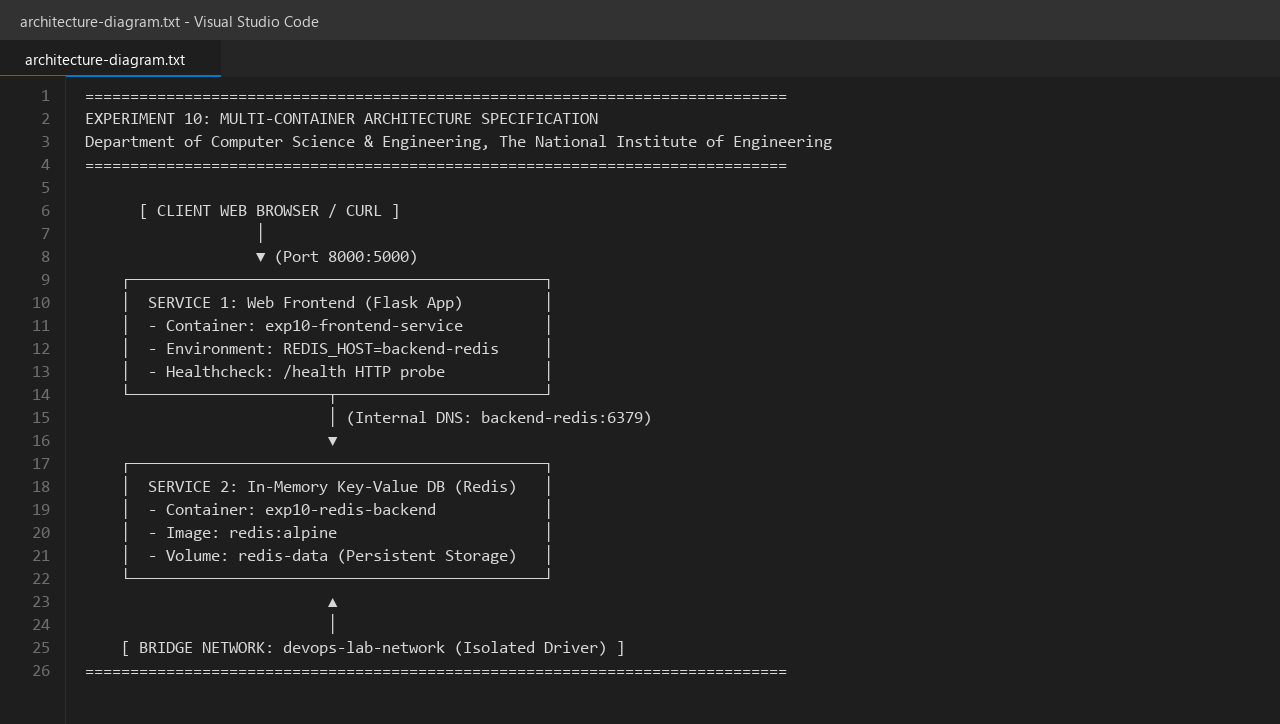 architecture-diagram.txt - Visual Studio Code
architecture-diagram.txt
1 ==============================================================================
2 EXPERIMENT 10: MULTI-CONTAINER ARCHITECTURE SPECIFICATION
3 Department of Computer Science & Engineering, The National Institute of Engineering
4 ==============================================================================
5
6 [ CLIENT WEB BROWSER / CURL ]
7 │
8 ▼ (Port 8000:5000)
9 ┌──────────────────────────────────────────────┐
10 │ SERVICE 1: Web Frontend (Flask App) │
11 │ - Container: exp10-frontend-service │
12 │ - Environment: REDIS_HOST=backend-redis │
13 │ - Healthcheck: /health HTTP probe │
14 └──────────────────────┬───────────────────────┘
15 │ (Internal DNS: backend-redis:6379)
16 ▼
17 ┌──────────────────────────────────────────────┐
18 │ SERVICE 2: In-Memory Key-Value DB (Redis) │
19 │ - Container: exp10-redis-backend │
20 │ - Image: redis:alpine │
21 │ - Volume: redis-data (Persistent Storage) │
22 └──────────────────────────────────────────────┘
23 ▲
24 │
25 [ BRIDGE NETWORK: devops-lab-network (Isolated Driver) ]
26 ==============================================================================